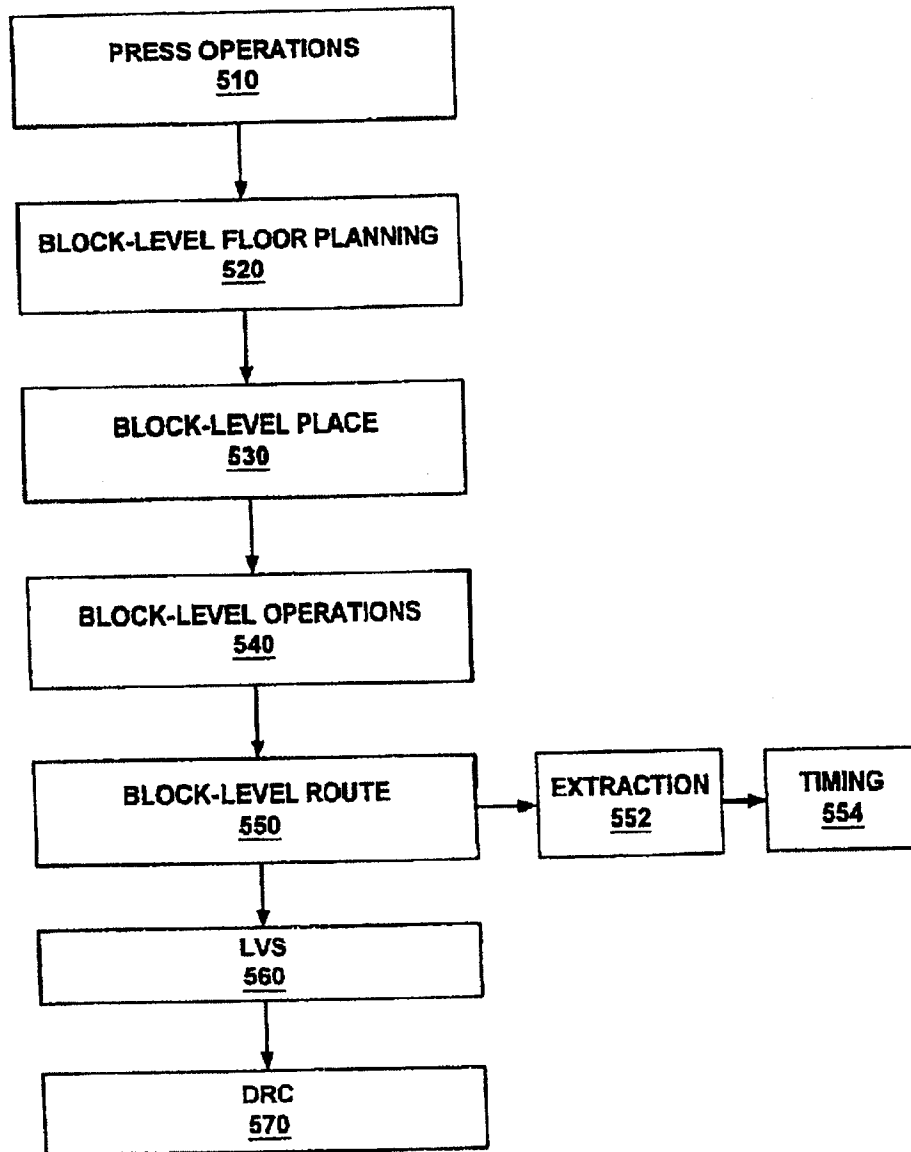 PRESS OPERATIONS
510
BLOCK-LEVEL FLOOR PLANNING
520
BLOCK-LEVEL PLACE
530
BLOCK-LEVEL OPERATIONS
540
BLOCK-LEVEL ROUTE
550
EXTRACTION
552
TIMING
554
LVS
560
DRC
570